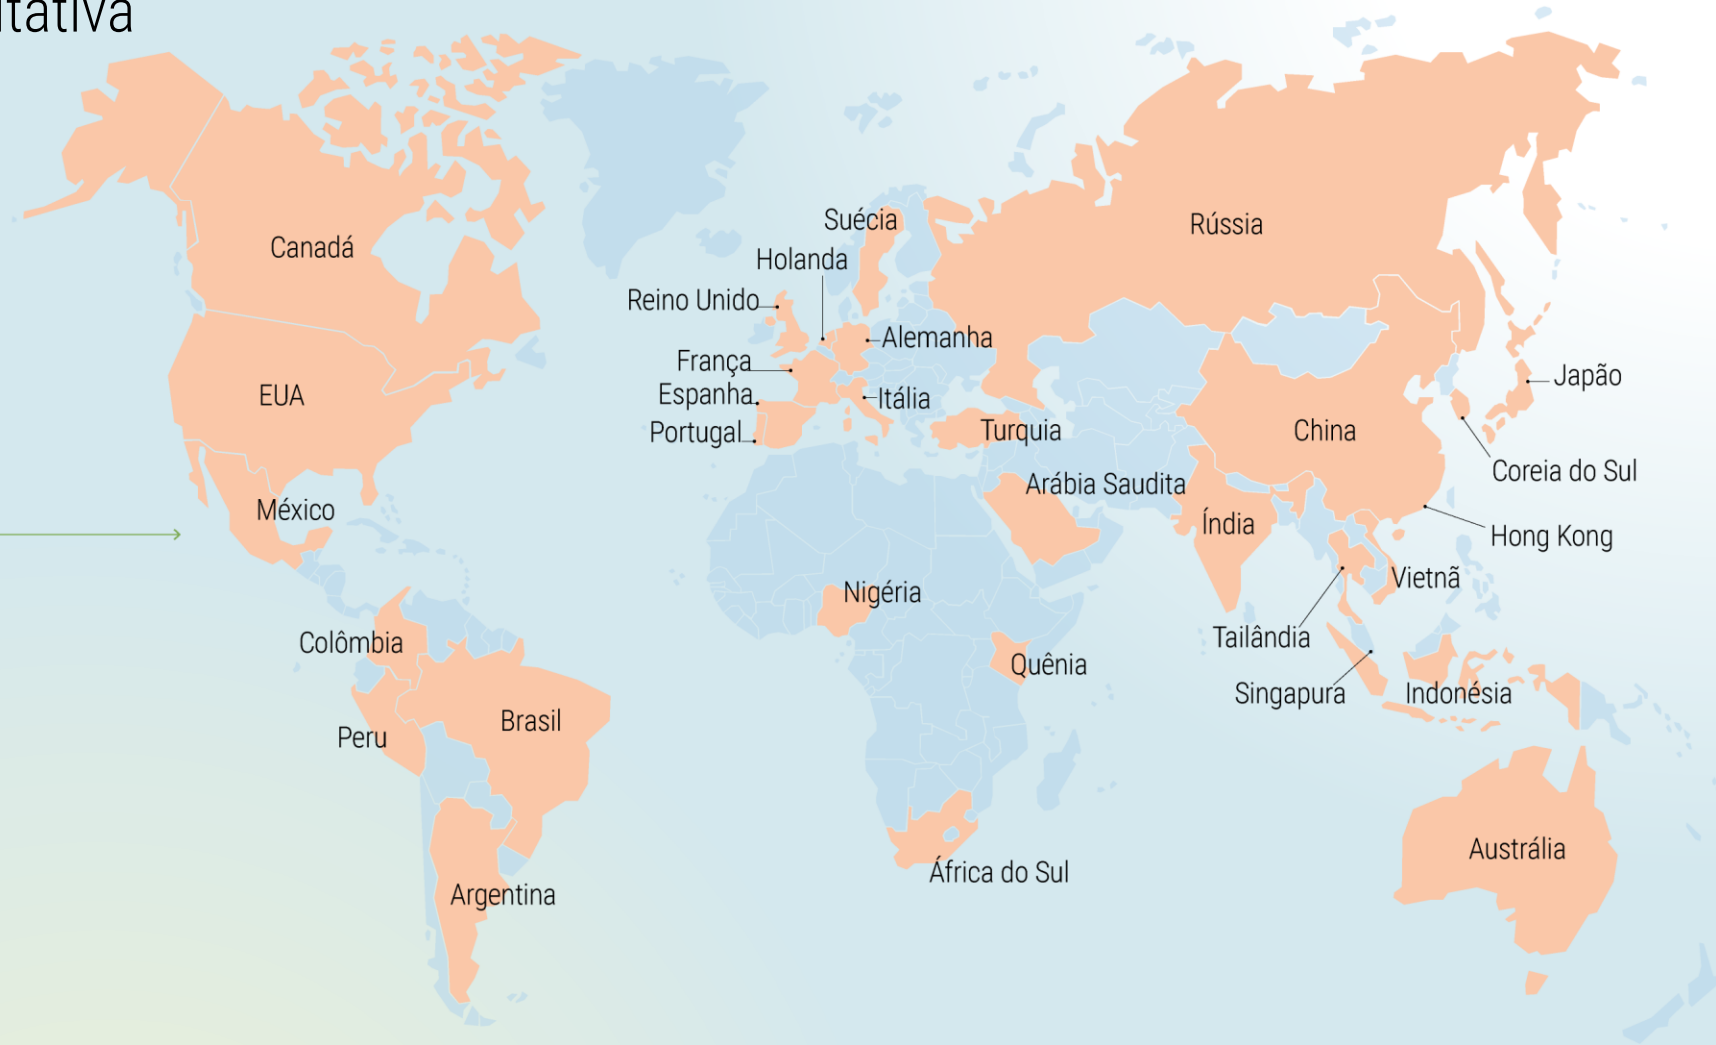 Canadá
EUA
México
Colômbia
Peru
Brasil
Argentina
Suécia
Holanda
Reino Unido
Alemanha
França
Espanha
Itália
Portugal
Turquia
Arábia Saudita
Nigéria
Quênia
África do Sul
Rússia
China
Japão
Coreia do Sul
Hong Kong
Índia
Vietnã
Tailândia
Singapura
Indonésia
Austrália